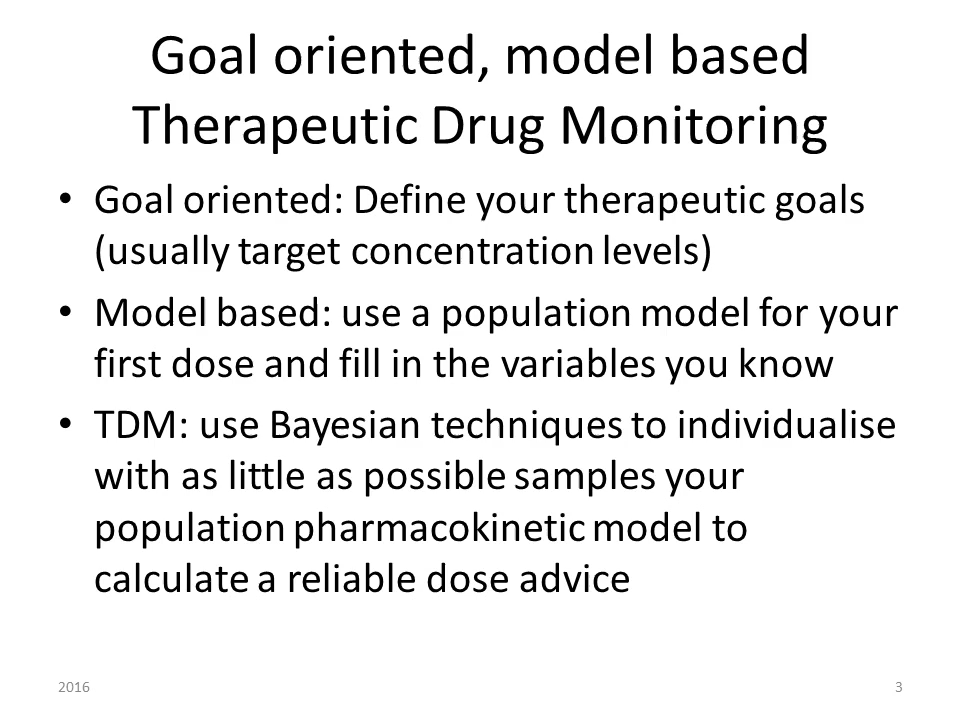 Goal oriented, model based
Therapeutic Drug Monitoring
• Goal oriented: Define your therapeutic goals
(usually target concentration levels)
• Model based: use a population model for your
first dose and fill in the variables you know
• TDM: use Bayesian techniques to individualise
with as little as possible samples your
population pharmacokinetic model to
calculate a reliable dose advice
2016
3